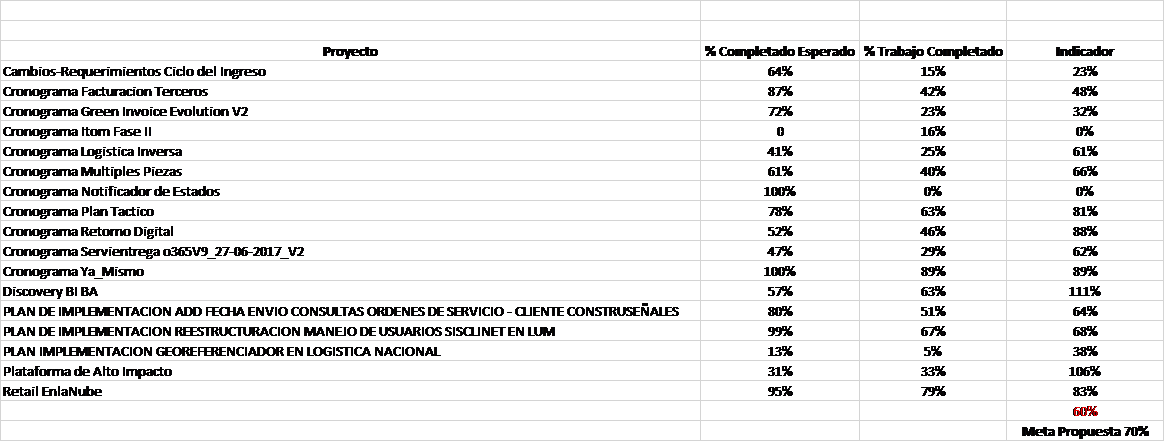 Proyecto % Completado Esperado % Trabajo Completado Indicador
Cambios-Requerimientos Ciclo del Ingreso 64% 15% 23%
Cronograma Facturacion Terceros 87% 42% 48%
Cronograma Green Invoice Evolution V2 72% 23% 32%
Cronograma Itom Fase II 0 16% 0%
Cronograma Logistica Inversa 41% 25% 61%
Cronograma Multiples Piezas 61% 40% 66%
Cronograma Notificador de Estados 100% 0% 0%
Cronograma Plan Tactico 78% 63% 81%
Cronograma Retorno Digital 52% 46% 88%
Cronograma Servientrega o365V9_27-06-2017_V2 47% 29% 62%
Cronograma Ya_Mismo 100% 89% 89%
Discovery BI BA 57% 63% 111%
PLAN DE IMPLEMENTACION ADD FECHA ENVIO CONSULTAS ORDENES DE SERVICIO - CLIENTE CONSTRUSEÑALES 80% 51% 64%
PLAN DE IMPLEMENTACION REESTRUCTURACION MANEJO DE USUARIOS SISCLINET EN LUM 99% 67% 68%
PLAN IMPLEMENTACION GEOREFERENCIADOR EN LOGISTICA NACIONAL 13% 5% 38%
Plataforma de Alto Impacto 31% 33% 106%
Retail EnlaNube 95% 79% 83%
60%
Meta Propuesta 70%